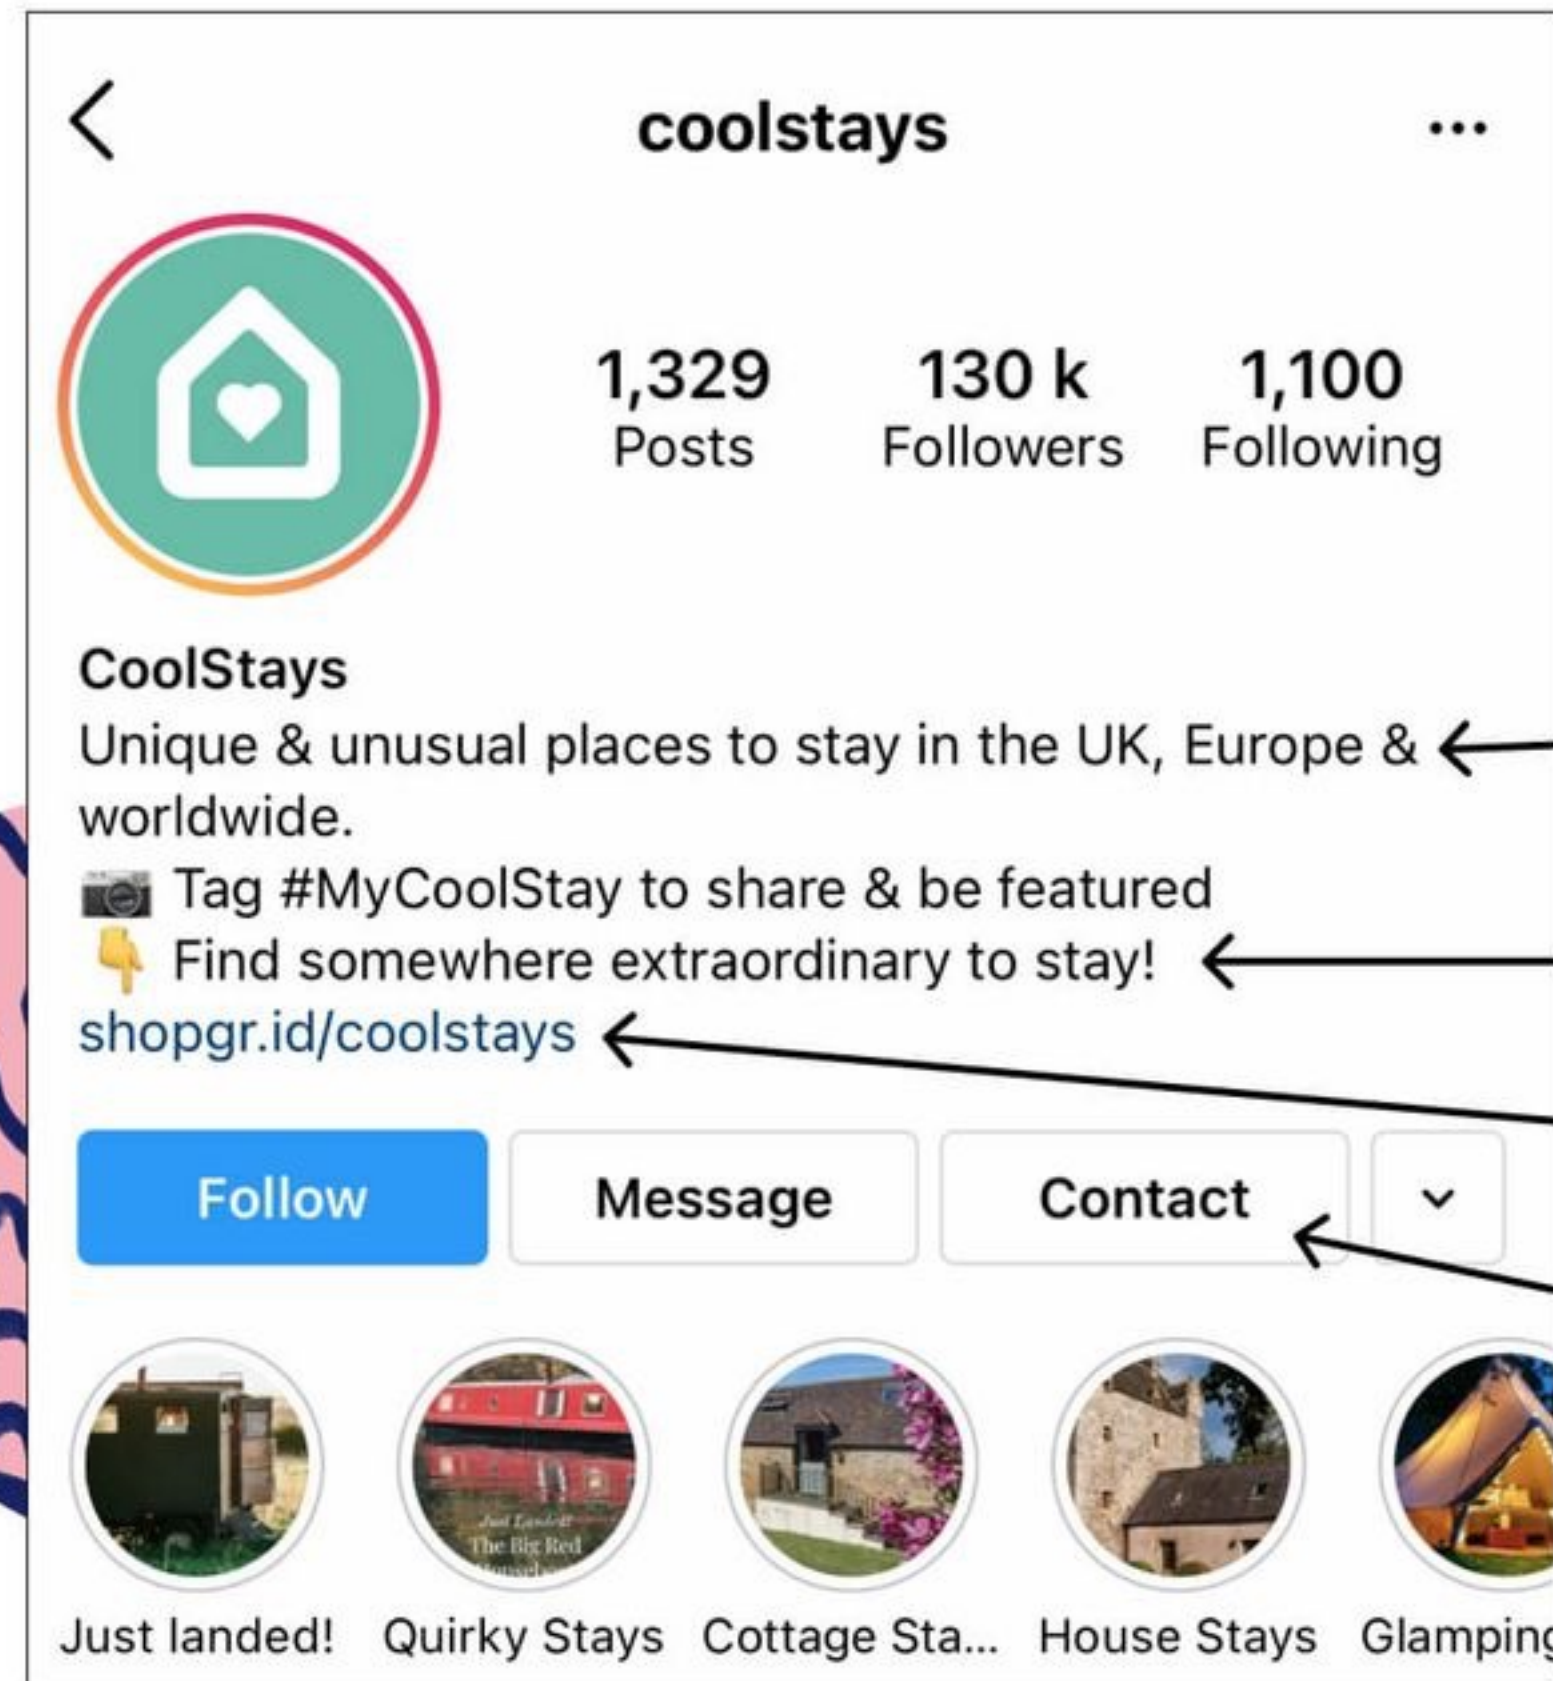 coolstays
1,329 130 k 1,100
Posts Followers Following
CoolStays
Unique & unusual places to stay in the UK, Europe &
worldwide.
Tag #MyCoolStay to share & be featured
Find somewhere extraordinary to stay!
shopgr.id/coolstays
Follow Message Contact
Just Landed!
The Big Red
Just landed! Quirky Stays Cottage Sta... House Stays Glamping